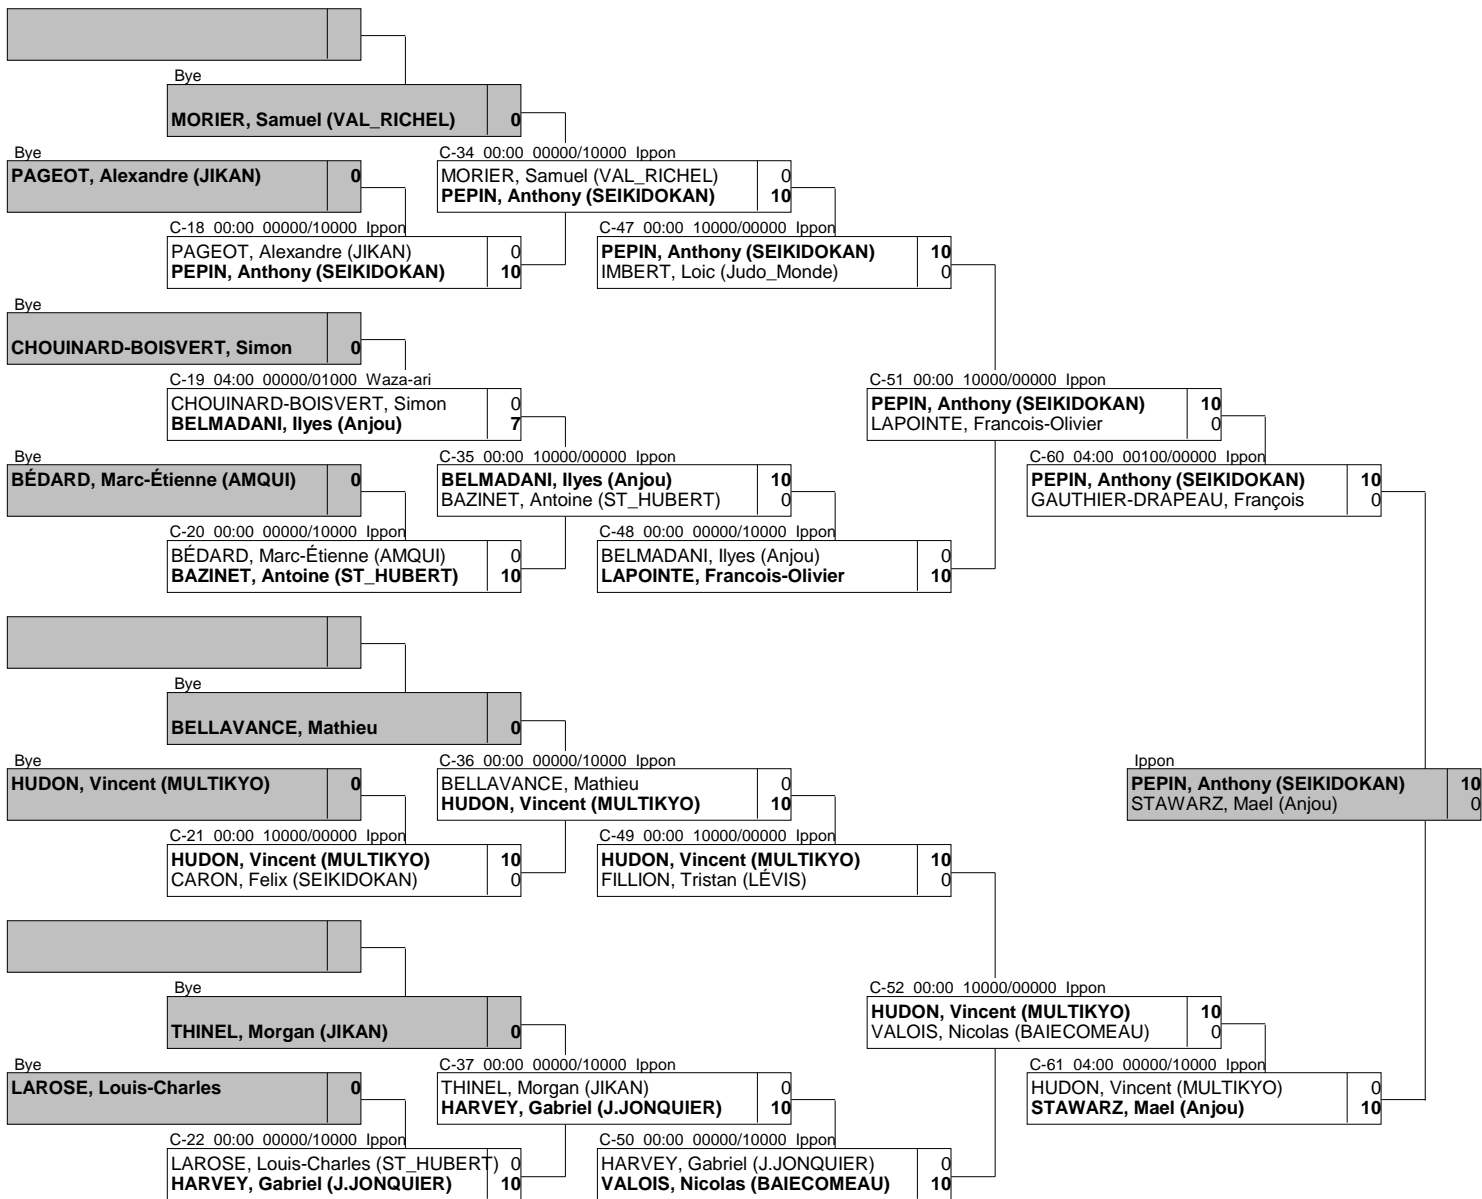 Bye
MORIER, Samuel (VAL_RICHEL) 0
Bye
PAGEOT, Alexandre (JIKAN) 0
C-34 00:00 00000/10000 Ippon
MORIER, Samuel (VAL_RICHEL) 0
PEPIN, Anthony (SEIKIDOKAN) 10
C-18 00:00 00000/10000 Ippon
PAGEOT, Alexandre (JIKAN) 0
PEPIN, Anthony (SEIKIDOKAN) 10
C-47 00:00 10000/00000 Ippon
PEPIN, Anthony (SEIKIDOKAN) 10
IMBERT, Loic (Judo_Monde) 0
Bye
CHOUINARD-BOISVERT, Simon 0
C-19 04:00 00000/01000 Waza-ari
CHOUINARD-BOISVERT, Simon 0
BELMADANI, Ilyes (Anjou) 7
C-51 00:00 10000/00000 Ippon
PEPIN, Anthony (SEIKIDOKAN) 10
LAPOINTE, Francois-Olivier 0
Bye
BÉDARD, Marc-Étienne (AMQUI) 0
C-35 00:00 10000/00000 Ippon
BELMADANI, Ilyes (Anjou) 10
BAZINET, Antoine (ST_HUBERT) 0
C-60 04:00 00100/00000 Ippon
PEPIN, Anthony (SEIKIDOKAN) 10
GAUTHIER-DRAPEAU, François 0
C-20 00:00 00000/10000 Ippon
BÉDARD, Marc-Étienne (AMQUI) 0
BAZINET, Antoine (ST_HUBERT) 10
C-48 00:00 00000/10000 Ippon
BELMADANI, Ilyes (Anjou) 0
LAPOINTE, Francois-Olivier 10
Bye
BELLAVANCE, Mathieu 0
Bye
HUDON, Vincent (MULTIKYO) 0
C-36 00:00 00000/10000 Ippon
BELLAVANCE, Mathieu 0
HUDON, Vincent (MULTIKYO) 10
Ippon
PEPIN, Anthony (SEIKIDOKAN) 10
STAWARZ, Mael (Anjou) 0
C-21 00:00 10000/00000 Ippon
HUDON, Vincent (MULTIKYO) 10
CARON, Felix (SEIKIDOKAN) 0
C-49 00:00 10000/00000 Ippon
HUDON, Vincent (MULTIKYO) 10
FILLION, Tristan (LÉVIS) 0
Bye
THINEL, Morgan (JIKAN) 0
C-52 00:00 10000/00000 Ippon
HUDON, Vincent (MULTIKYO) 10
VALOIS, Nicolas (BAIECOMEAU) 0
Bye
LAROSE, Louis-Charles 0
C-37 00:00 00000/10000 Ippon
THINEL, Morgan (JIKAN) 0
HARVEY, Gabriel (J.JONQUIER) 10
C-61 04:00 00000/10000 Ippon
HUDON, Vincent (MULTIKYO) 0
STAWARZ, Mael (Anjou) 10
C-22 00:00 00000/10000 Ippon
LAROSE, Louis-Charles (ST_HUBERT) 0
HARVEY, Gabriel (J.JONQUIER) 10
C-50 00:00 00000/10000 Ippon
HARVEY, Gabriel (J.JONQUIER) 0
VALOIS, Nicolas (BAIECOMEAU) 10